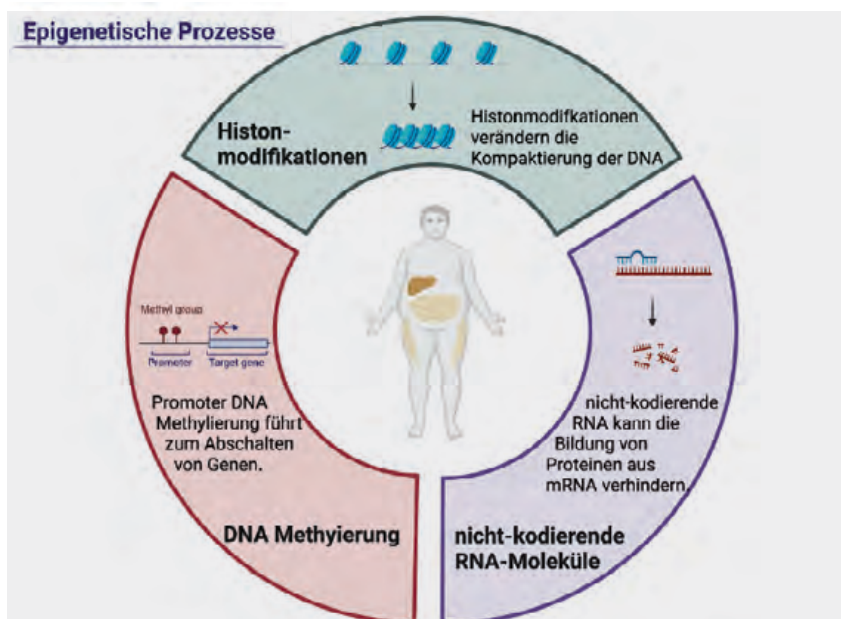 Epigenetische Prozesse
Histon-
modifikationen
Histonmodifkationen
verändern die
Kompaktierung der DNA
Methyl group
Promoter
Target gene
Promoter DNA
Methylierung führt
zum Abschalten
von Genen.
DNA Methyierung
nicht-kodierende
RNA kann die
Bildung von
Proteinen aus
mRNA verhindern.
nicht-kodierende
RNA-Moleküle